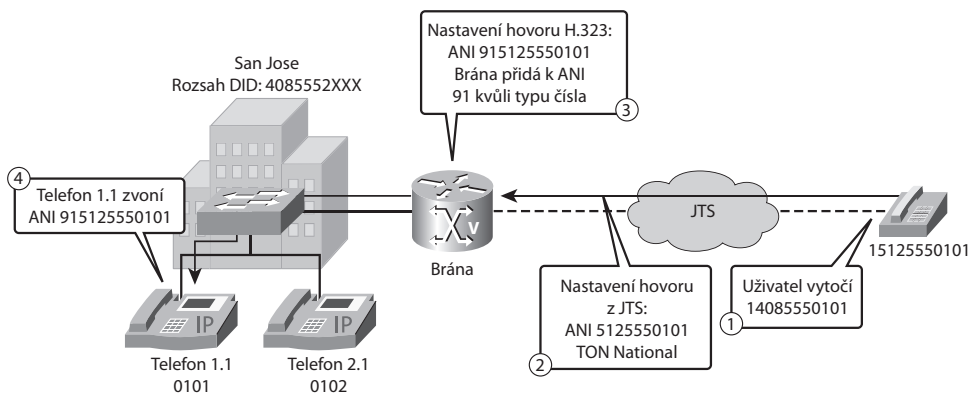 San Jose
Rozsah DID: 4085552XXX
Nastavení hovoru H.323:
ANI 915125550101
Brána přidá k ANI
91 kvůli typu čísla
3
4
Telefon 1.1 zvoní
ANI 915125550101
V
Brána
JTS
15125550101
Nastavení hovoru
z JTS:
ANI 5125550101
TON National
2
Uživatel vytočí
14085550101
1
IP
IP
Telefon 1.1
0101
Telefon 2.1
0102